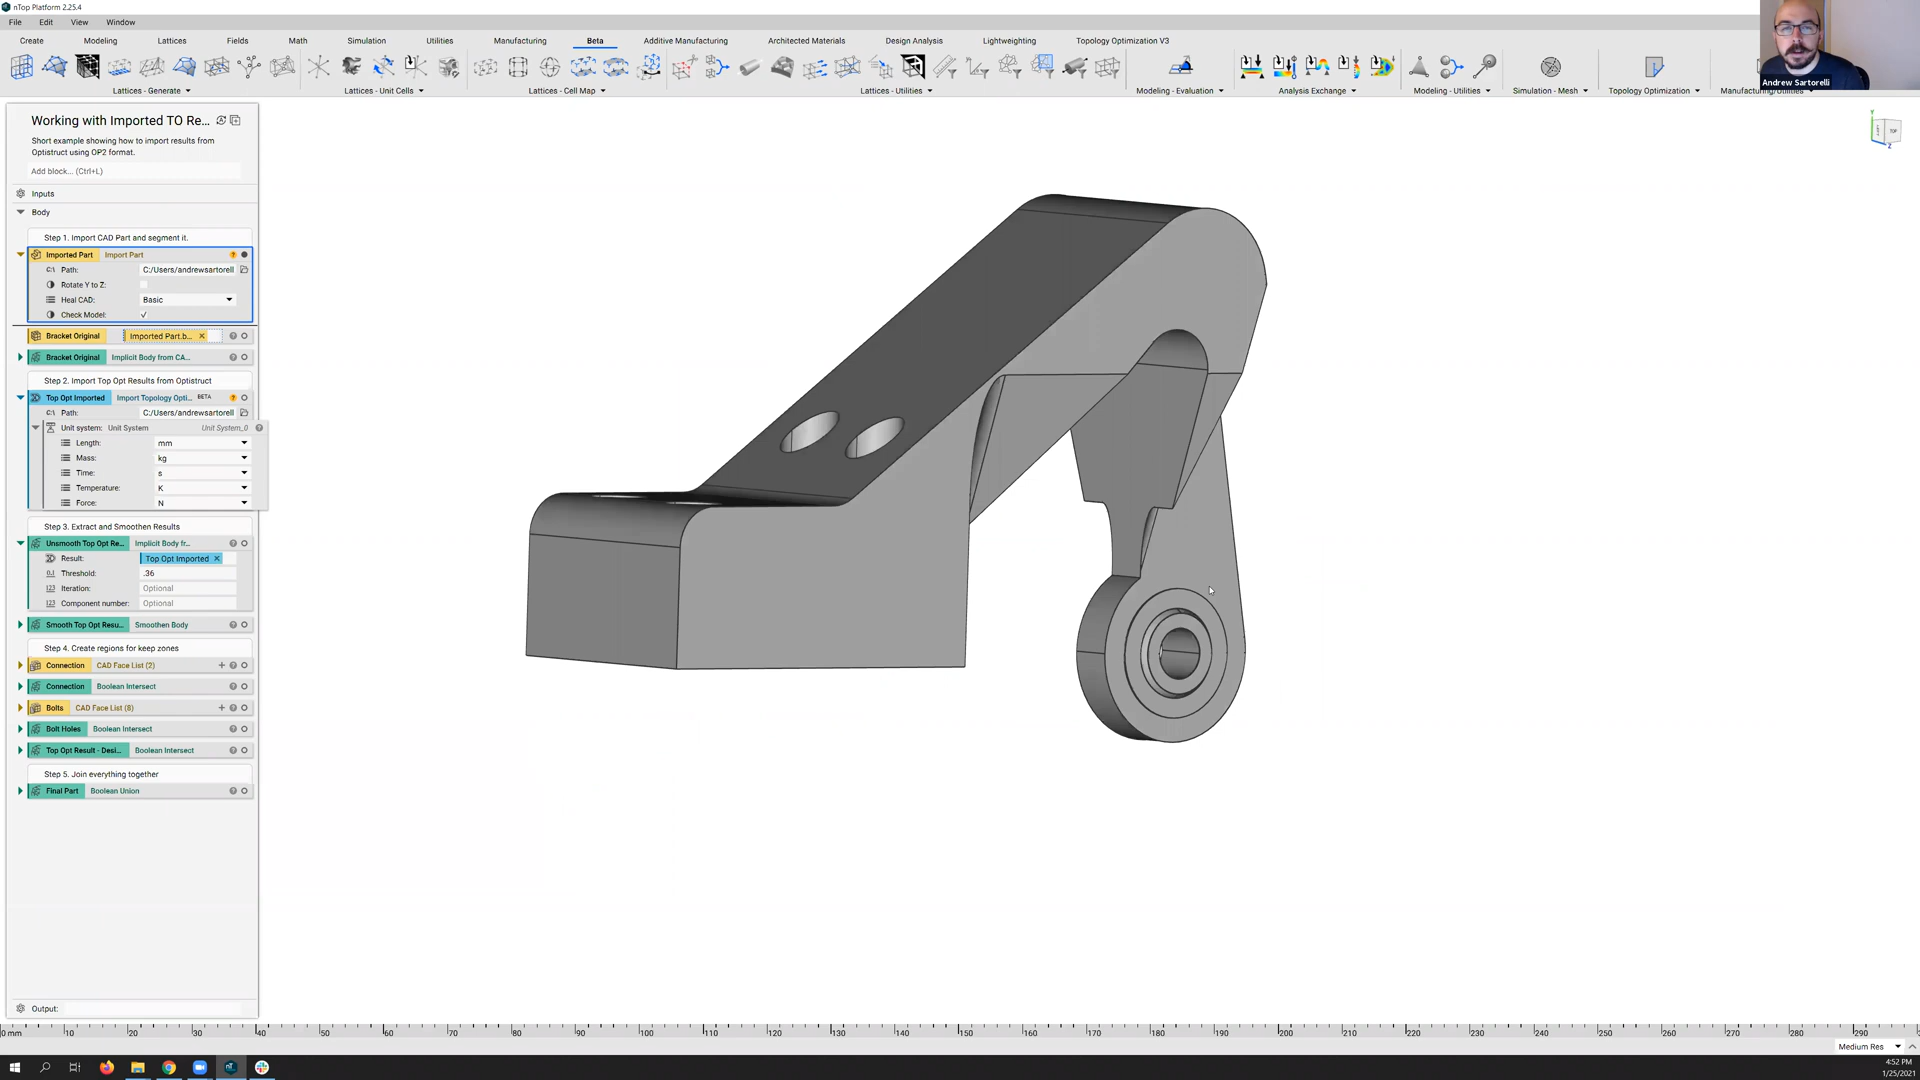 nTop Platform 2.25.4
File Edit View Window
Create Modeling Lattices Fields Math Simulation Utilities Manufacturing Beta Additive Manufacturing Architected Materials Design Analysis Lightweighting Topology Optimization V3
Lattices - Generate Lattices - Unit Cells Lattices - Cell Map Lattices - Utilities Modeling - Evaluation Analysis Exchange Modeling - Utilities Simulation - Mesh Topology Optimization Manufacturing Utilities
Andrew Sartorelli
TOP
Working with Imported TO Re...
Short example showing how to import results from
Optistruct using OP2 format.
Add block... (Ctrl+L)
Inputs
Body
Step 1. Import CAD Part and segment it.
Imported Part Import Part
Path: C:/Users/andrewsartorell
Rotate Y to Z:
Heal CAD: Basic
Check Model:
Bracket Original Imported Part.b...
Bracket Original Implicit Body from CA...
Step 2. Import Top Opt Results from Optistruct
Top Opt Imported Import Topology Opti... BETA
Path: C:/Users/andrewsartorell
Unit system: Unit System Unit System_0
Length: mm
Mass: kg
Time: s
Temperature: K
Force: N
Step 3. Extract and Smoothen Results
Unsmooth Top Opt Re... Implicit Body fr...
Result: Top Opt Imported
Threshold: .36
Iteration: Optional
Component number: Optional
Smooth Top Opt Resu... Smoothen Body
Step 4. Create regions for keep zones
Connection CAD Face List (2)
Connection Boolean Intersect
Bolts CAD Face List (8)
Bolt Holes Boolean Intersect
Top Opt Result - Desi... Boolean Intersect
Step 5. Join everything together
Final Part Boolean Union
Output:
0 mm 10 20 30 40 50 60 70 80 90 100 110 120 130 140 150 160 170 180 190 200 210 220 230 240 250 260 270 280 290
Medium Res
4:52 PM
1/25/2021